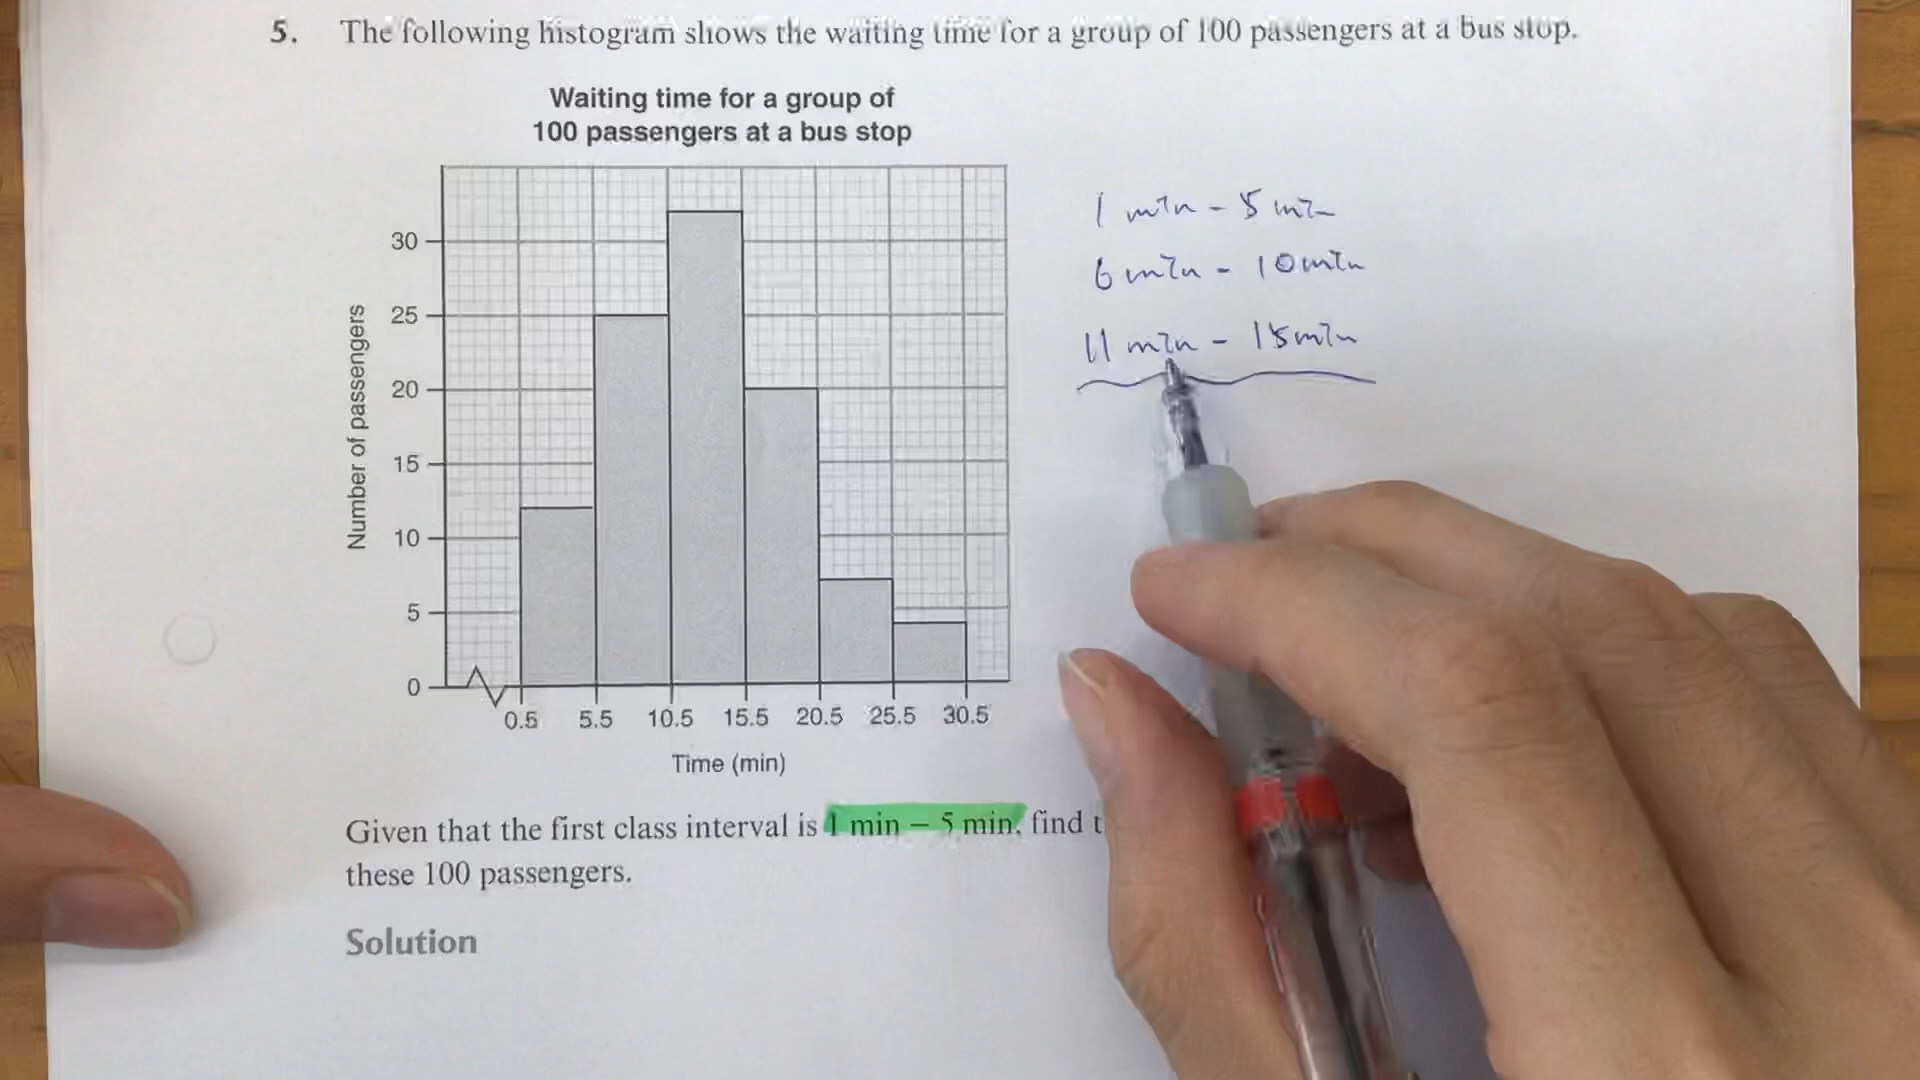 5. The following histogram shows the waiting time for a group of 100 passengers at a bus stop.
Waiting time for a group of
100 passengers at a bus stop
Number of passengers
30
25
20
15
10
5
0
0.5 5.5 10.5 15.5 20.5 25.5 30.5
Time (min)
1 min - 5 min
6 min - 10 min
11 min - 15 min
Given that the first class interval is 1 min – 5 min, find t
these 100 passengers.
Solution